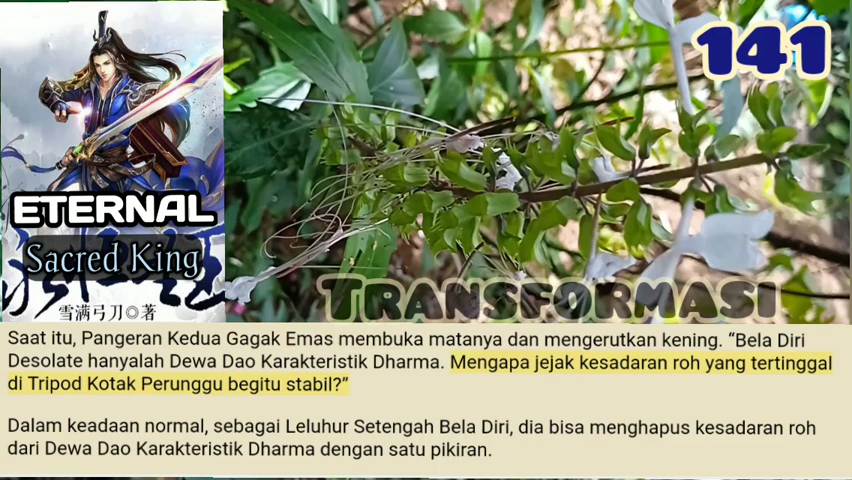 141
ETERNAL
Sacred King
雪满弓刀◎著
TRANSFORMASI
Saat itu, Pangeran Kedua Gagak Emas membuka matanya dan mengerutkan kening. “Bela Diri
Desolate hanyalah Dewa Dao Karakteristik Dharma. Mengapa jejak kesadaran roh yang tertinggal
di Tripod Kotak Perunggu begitu stabil?”
Dalam keadaan normal, sebagai Leluhur Setengah Bela Diri, dia bisa menghapus kesadaran roh
dari Dewa Dao Karakteristik Dharma dengan satu pikiran.